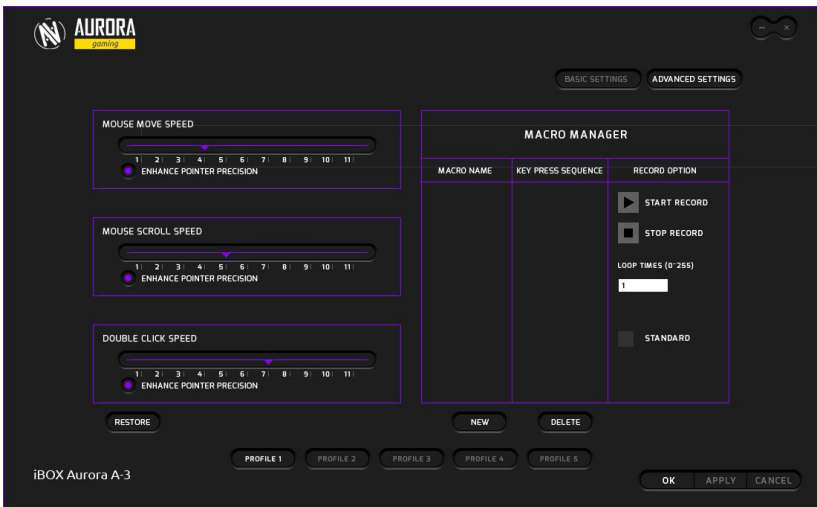 AURORA
gaming
BASIC SETTINGS ADVANCED SETTINGS
MOUSE MOVE SPEED
1 2 3 4 5 6 7 8 9 10 11
ENHANCE POINTER PRECISION
MOUSE SCROLL SPEED
1 2 3 4 5 6 7 8 9 10 11
ENHANCE POINTER PRECISION
DOUBLE CLICK SPEED
1 2 3 4 5 6 7 8 9 10 11
ENHANCE POINTER PRECISION
RESTORE
MACRO MANAGER
MACRO NAME KEY PRESS SEQUENCE RECORD OPTION
START RECORD
STOP RECORD
LOOP TIMES (0~255)
1
STANDARD
NEW DELETE
PROFILE 1 PROFILE 2 PROFILE 3 PROFILE 4 PROFILE 5
iBOX Aurora A-3
OK APPLY CANCEL